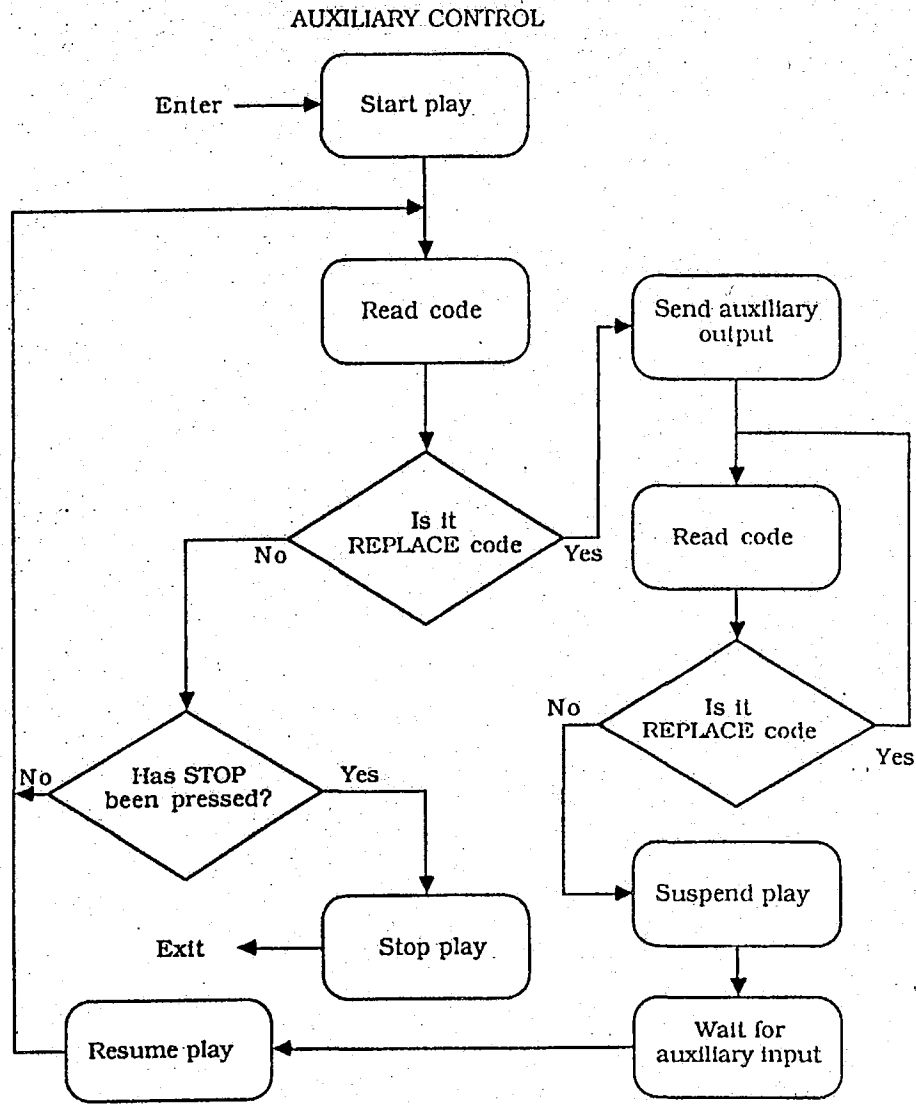 AUXILIARY CONTROL
Enter
Start play
Read code
Send auxiliary
output
Is it
REPLACE code
No
Yes
Read code
Is it
REPLACE code
No
Yes
Has STOP
been pressed?
No
Yes
Suspend play
Exit
Stop play
Wait for
auxiliary input
Resume play